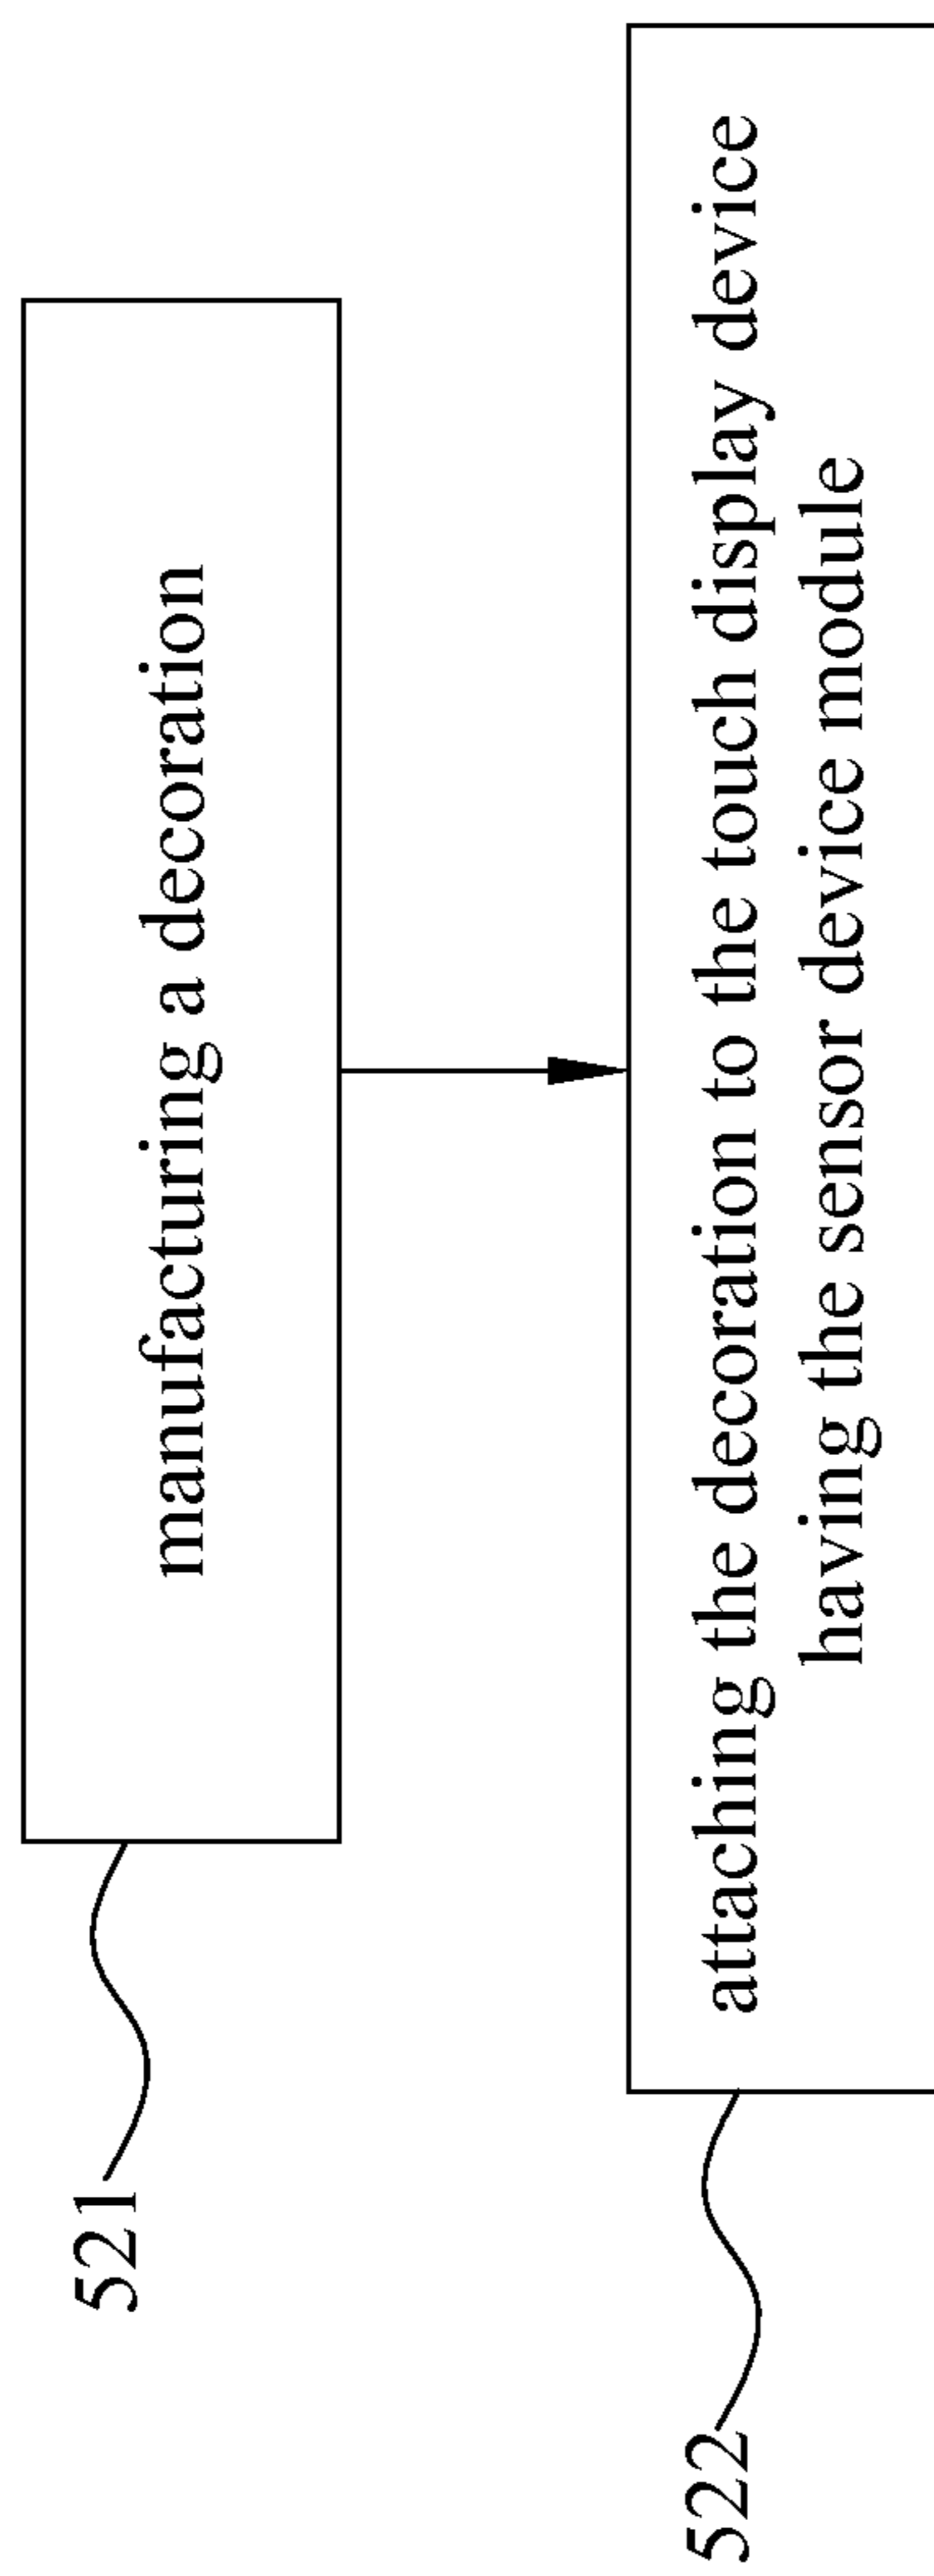 521
manufacturing a decoration
522
attaching the decoration to the touch display device
having the sensor device module